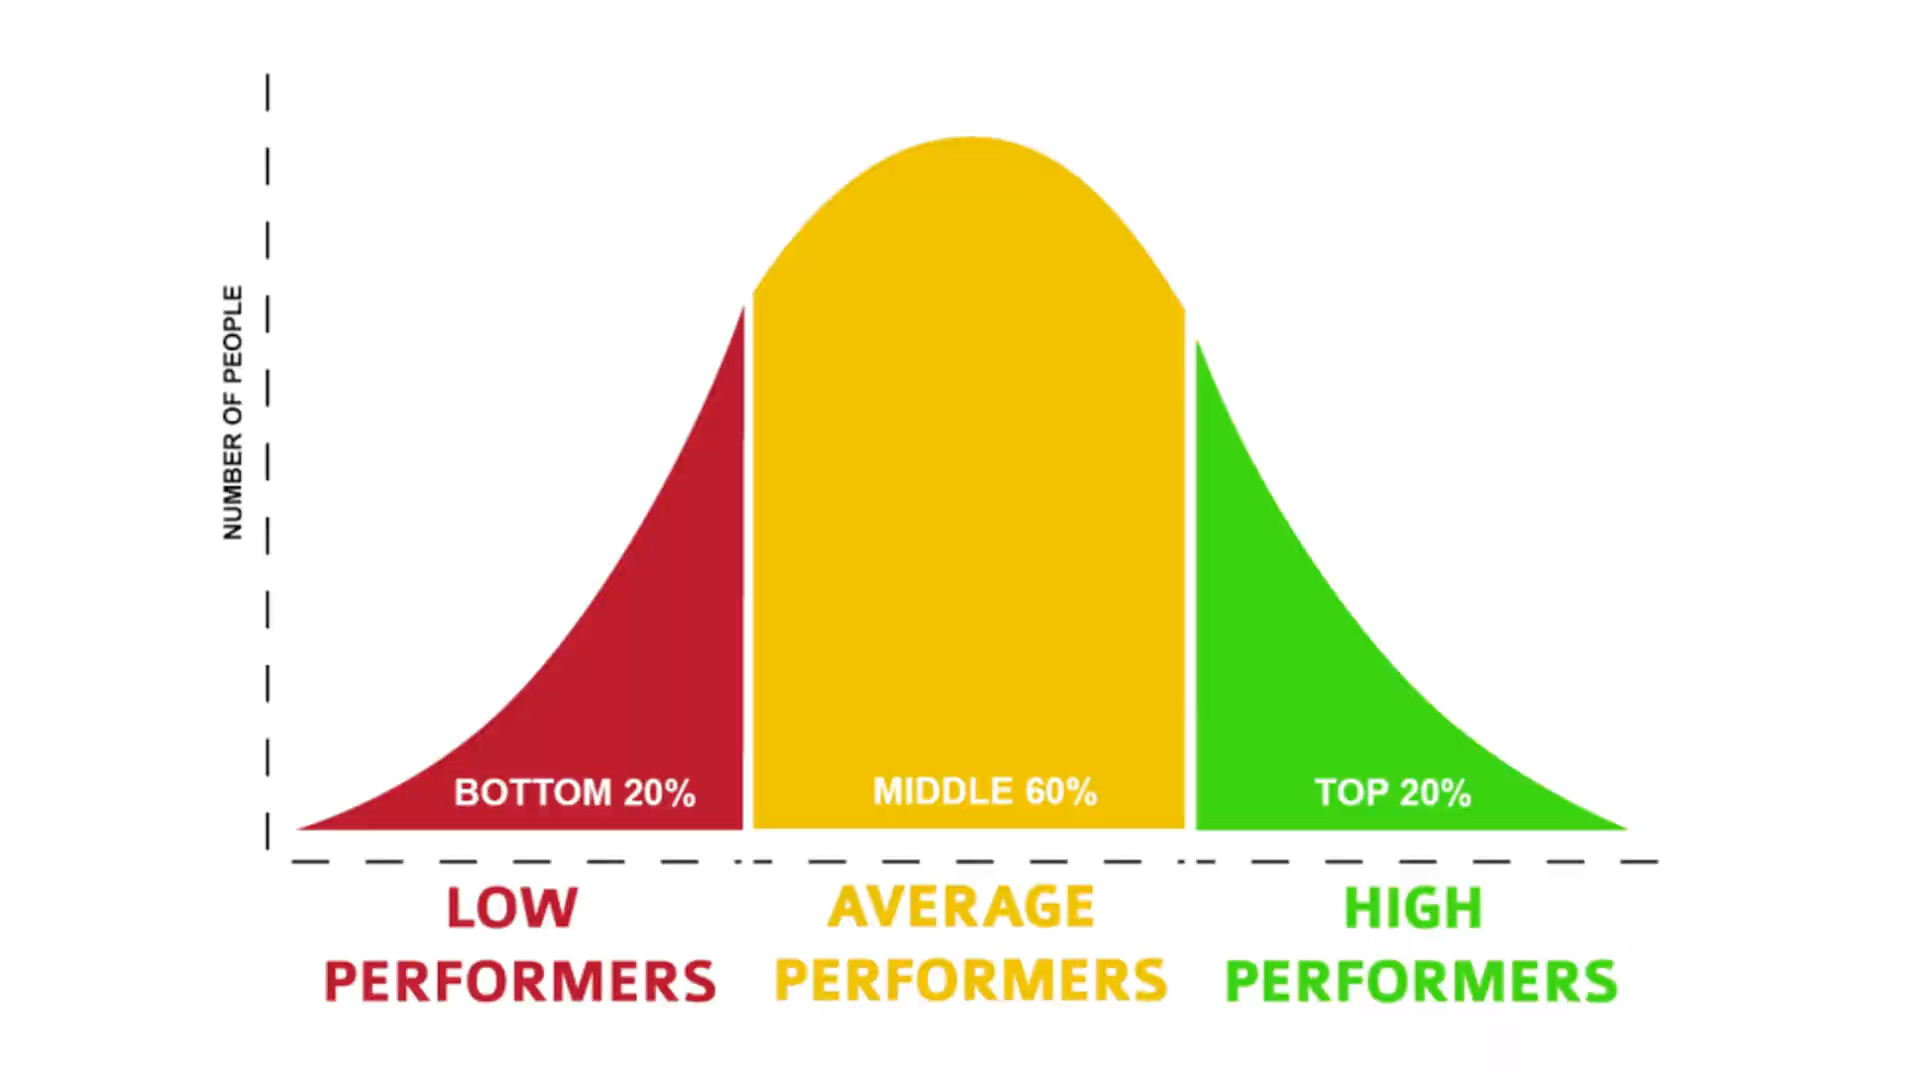 NUMBER OF PEOPLE
BOTTOM 20%
MIDDLE 60%
TOP 20%
LOW
PERFORMERS
AVERAGE
PERFORMERS
HIGH
PERFORMERS